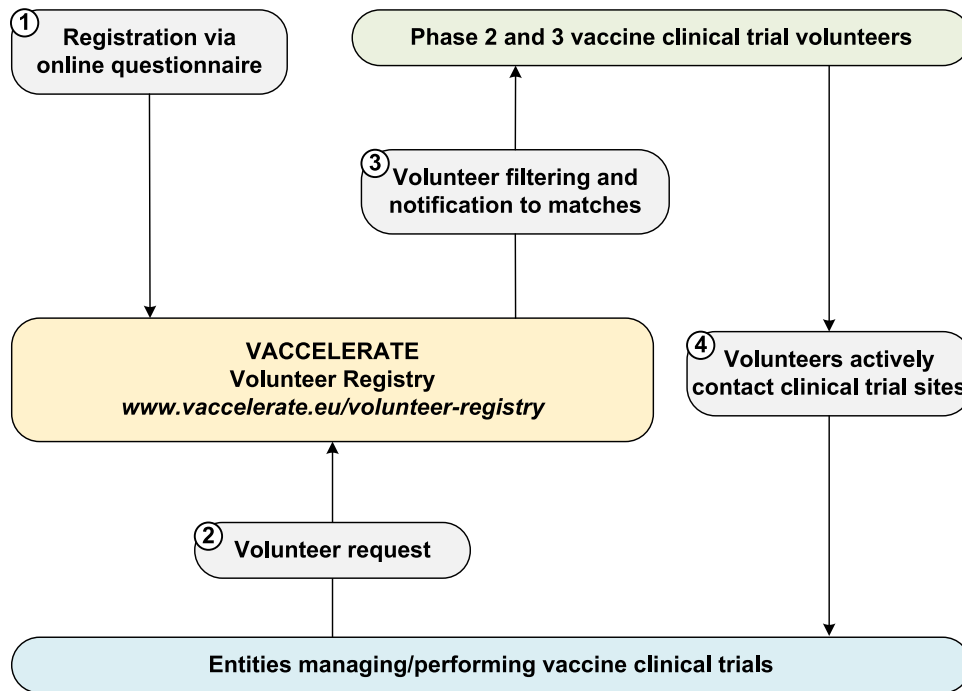 1
Registration via
online questionnaire
Phase 2 and 3 vaccine clinical trial volunteers
3
Volunteer filtering and
notification to matches
VACCELERATE
Volunteer Registry
www.vaccelerate.eu/volunteer-registry
4
Volunteers actively
contact clinical trial sites
2
Volunteer request
Entities managing/performing vaccine clinical trials